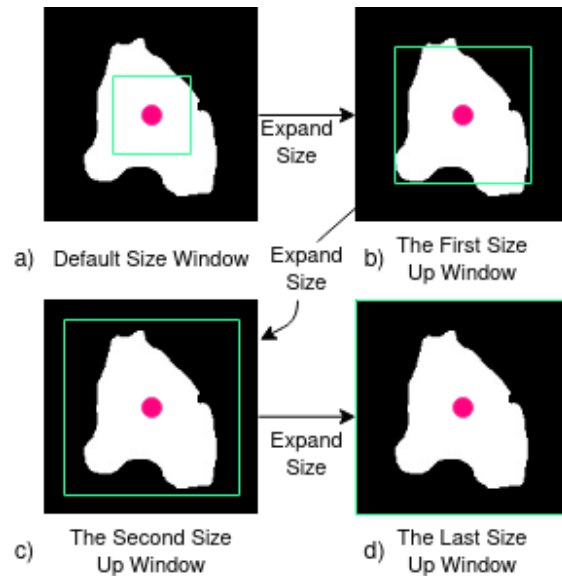 Expand
Size
a) Default Size Window
b) The First Size
Up Window
Expand
Size
Expand
Size
c) The Second Size
Up Window
d) The Last Size
Up Window